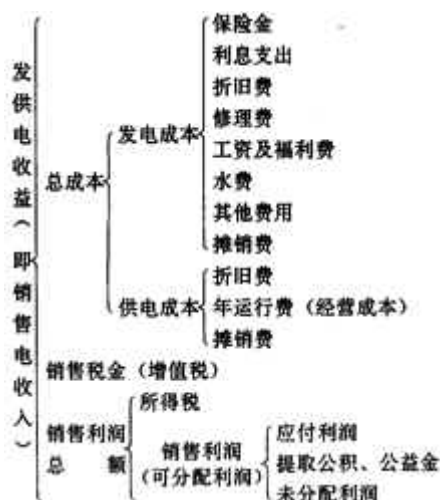 发供电收益(即销售电收入)
总成本
发电成本
保险金
利息支出
折旧费
修理费
工资及福利费
水费
其他费用
摊销费
供电成本
折旧费
年运行费(经营成本)
摊销费
销售税金(增值税)
销售利润
总额
所得税
销售利润
(可分配利润)
应付利润
提取公积、公益金
未分配利润